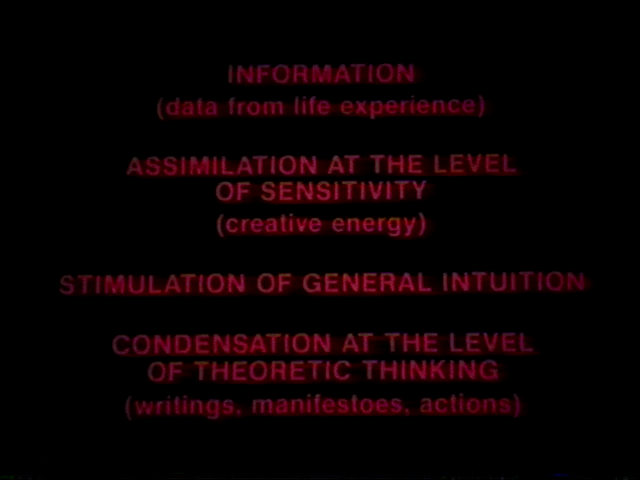 INFORMATION
(data from life experience)
ASSIMILATION AT THE LEVEL
OF SENSITIVITY
(creative energy)
STIMULATION OF GENERAL INTUITION
CONDENSATION AT THE LEVEL
OF THEORETIC THINKING
(writings, manifestoes, actions)